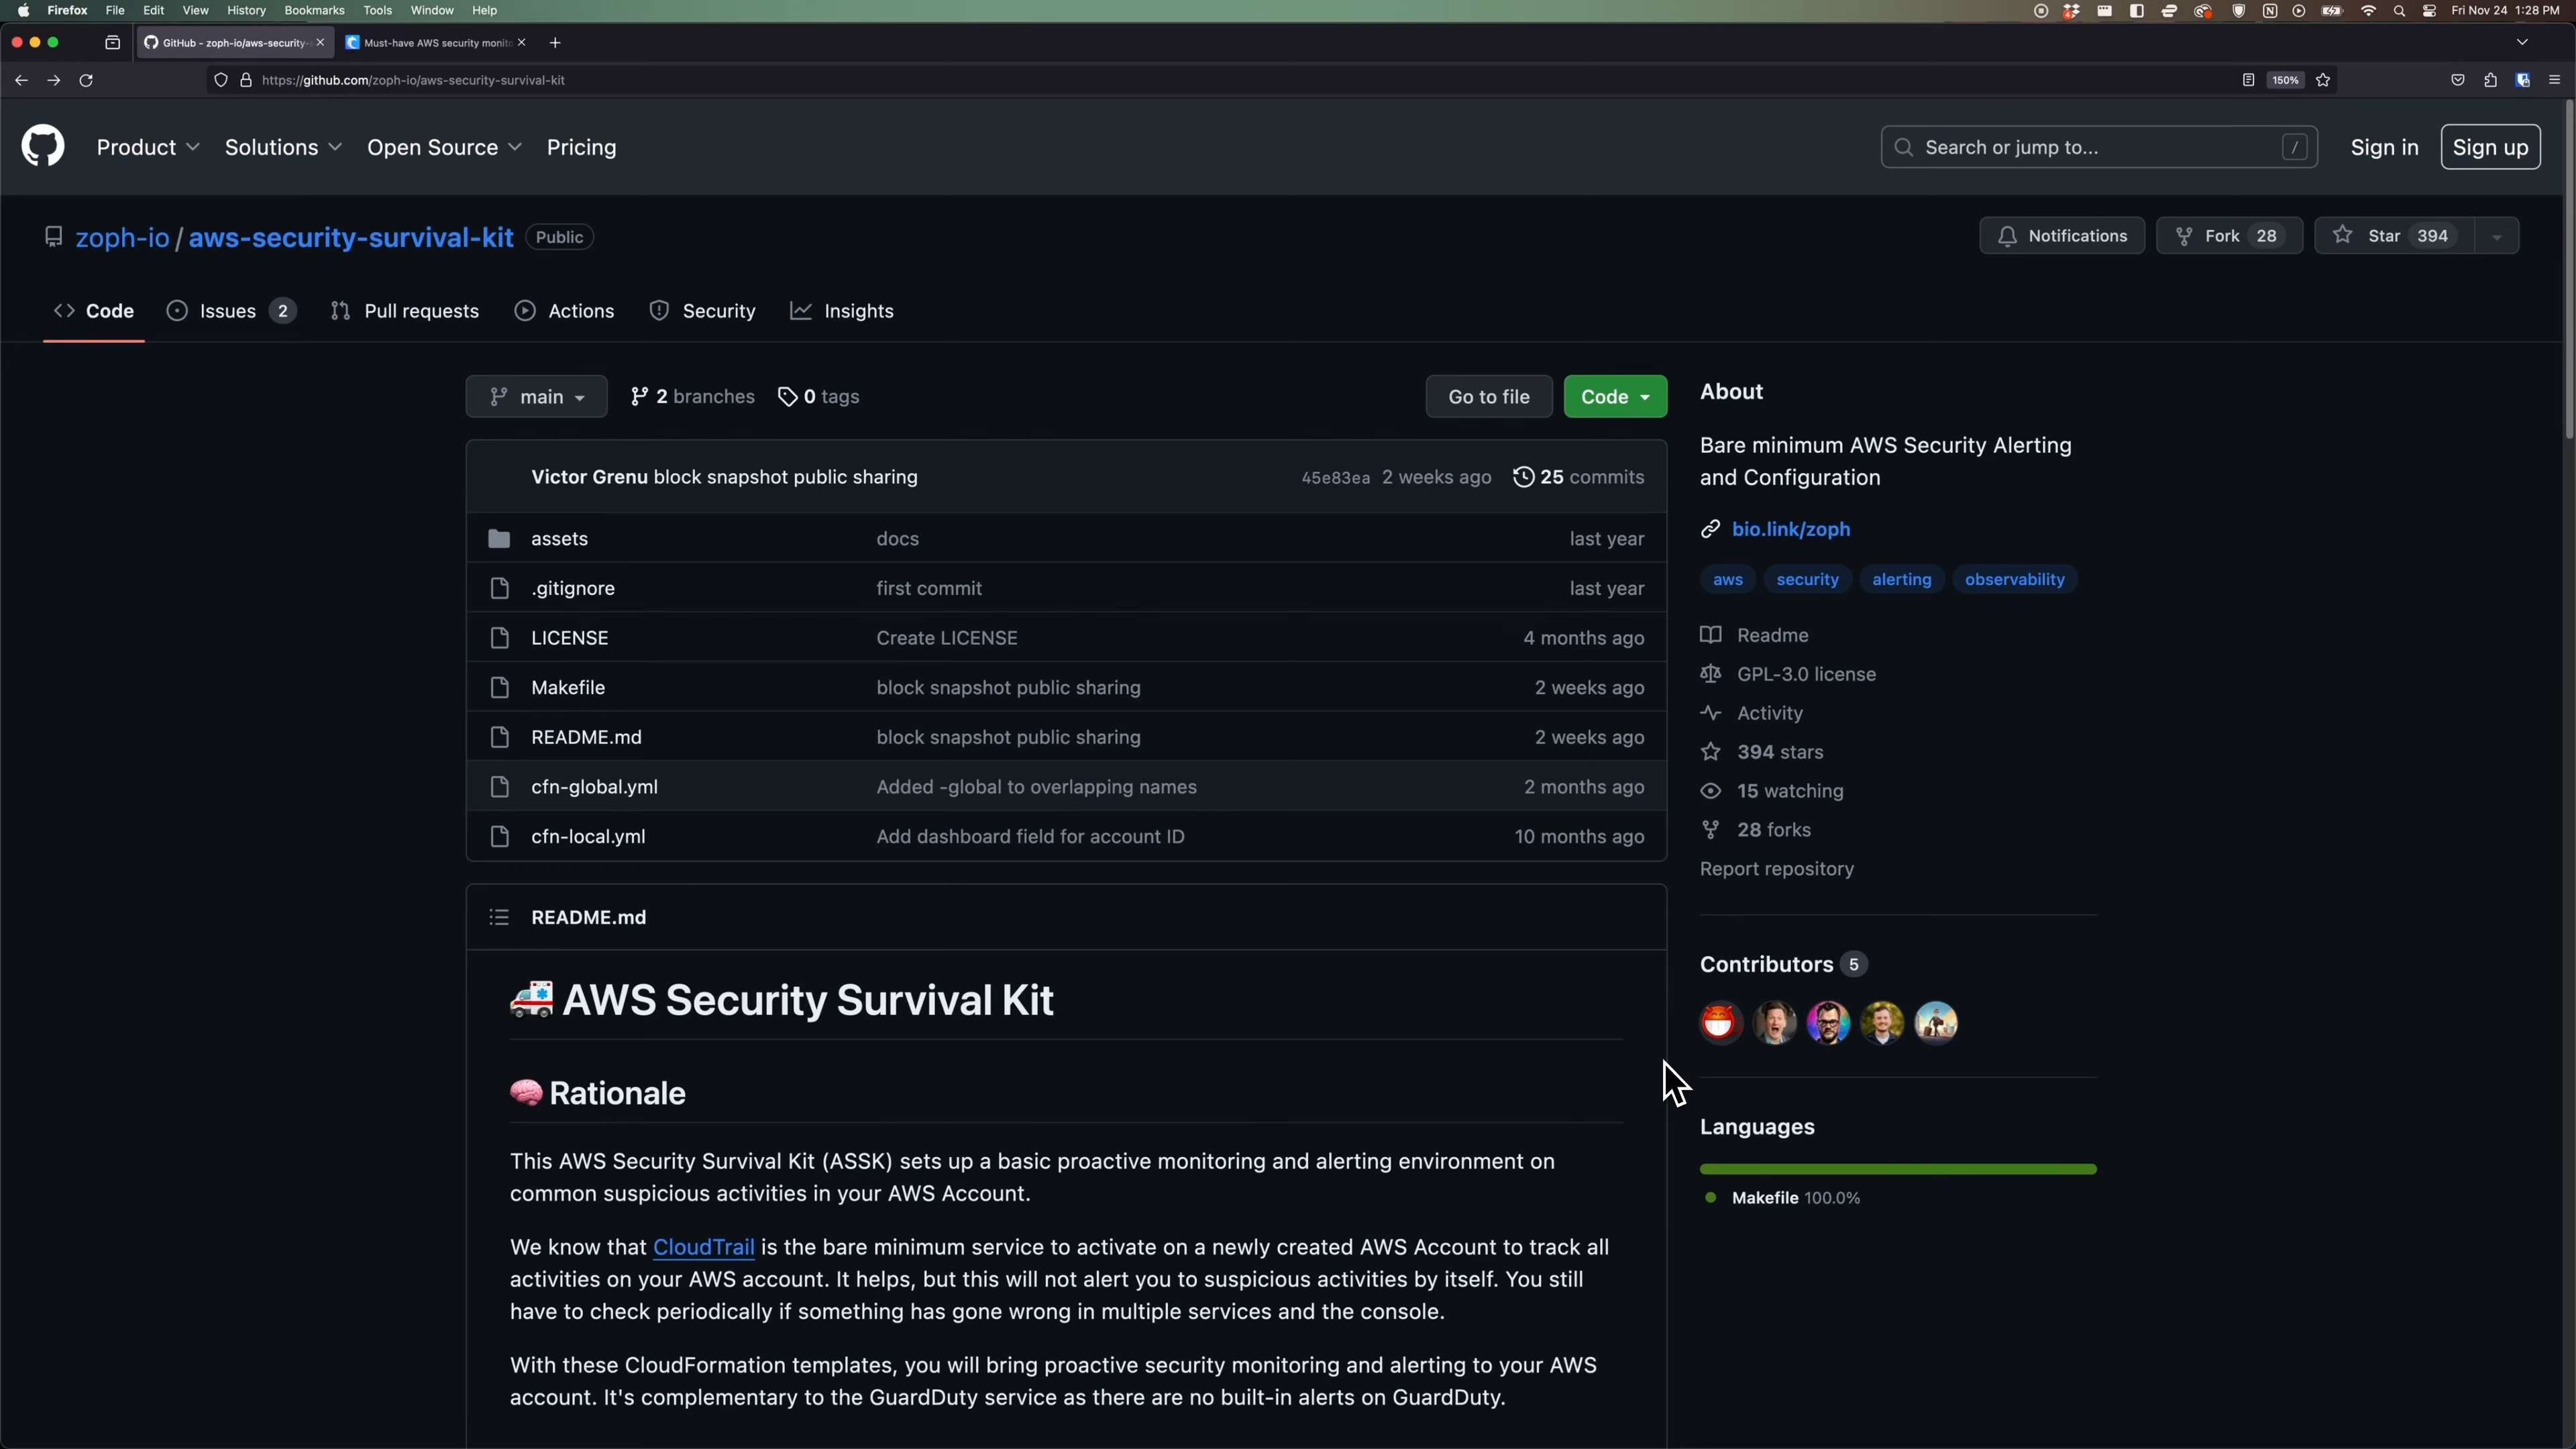 Firefox File Edit View History Bookmarks Tools Window Help Fri Nov 24 1:28 PM
GitHub - zoph-io/aws-security- Must-have AWS security monito
https://github.com/zoph-io/aws-security-survival-kit 150%
Product Solutions Open Source Pricing Search or jump to... / Sign in Sign up
zoph-io / aws-security-survival-kit Public Notifications Fork 28 Star 394
Code Issues 2 Pull requests Actions Security Insights
main 2 branches 0 tags Go to file Code
Victor Grenu block snapshot public sharing 45e83ea 2 weeks ago 25 commits
assets docs last year
.gitignore first commit last year
LICENSE Create LICENSE 4 months ago
Makefile block snapshot public sharing 2 weeks ago
README.md block snapshot public sharing 2 weeks ago
cfn-global.yml Added -global to overlapping names 2 months ago
cfn-local.yml Add dashboard field for account ID 10 months ago
README.md
AWS Security Survival Kit
Rationale
This AWS Security Survival Kit (ASSK) sets up a basic proactive monitoring and alerting environment on
common suspicious activities in your AWS Account.
We know that CloudTrail is the bare minimum service to activate on a newly created AWS Account to track all
activities on your AWS account. It helps, but this will not alert you to suspicious activities by itself. You still
have to check periodically if something has gone wrong in multiple services and the console.
With these CloudFormation templates, you will bring proactive security monitoring and alerting to your AWS
account. It's complementary to the GuardDuty service as there are no built-in alerts on GuardDuty.
About
Bare minimum AWS Security Alerting
and Configuration
bio.link/zoph
aws security alerting observability
Readme
GPL-3.0 license
Activity
394 stars
15 watching
28 forks
Report repository
Contributors 5
Languages
Makefile 100.0%